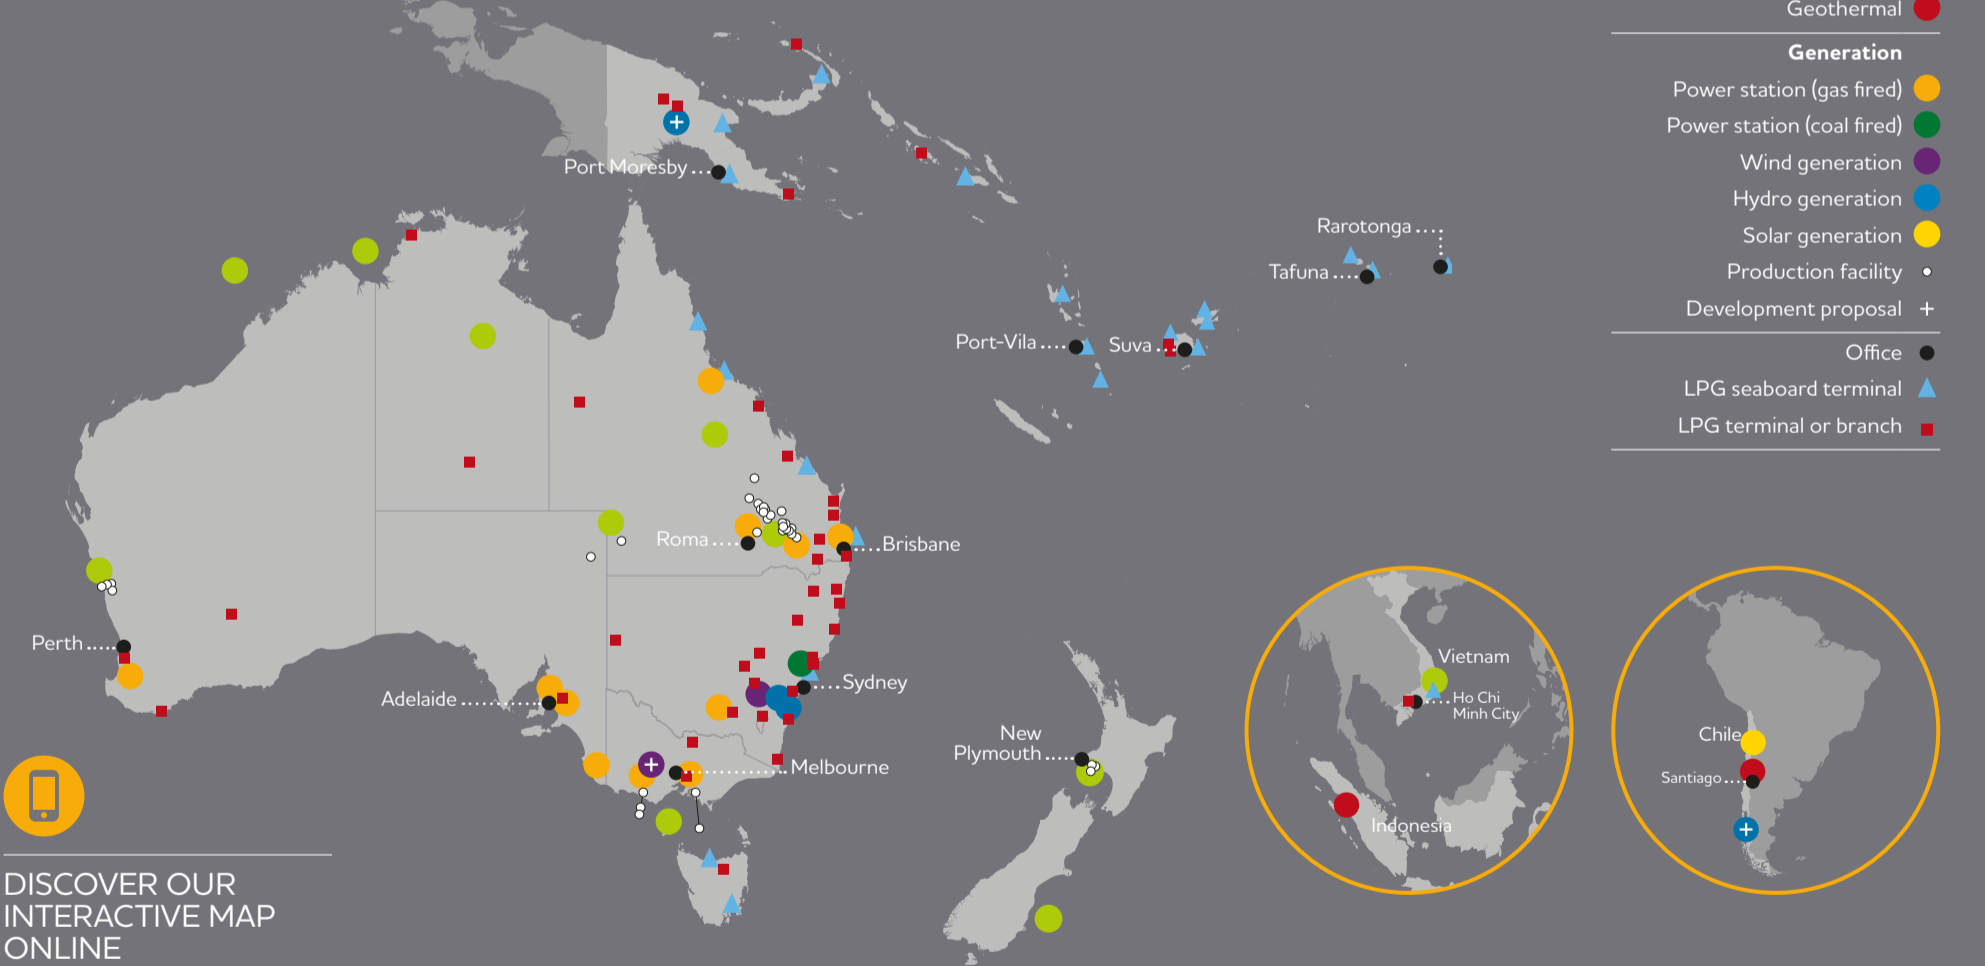 Geothermal
Generation
Power station (gas fired)
Power station (coal fired)
Wind generation
Hydro generation
Solar generation
Production facility
Development proposal
Office
LPG seaboard terminal
LPG terminal or branch
Port Moresby
Rarotonga
Tafuna
Port-Vila
Suva
Roma
Brisbane
Perth
Adelaide
Sydney
Melbourne
New
Plymouth
Vietnam
Ho Chi
Minh City
Indonesia
Chile
Santiago
DISCOVER OUR
INTERACTIVE MAP
ONLINE